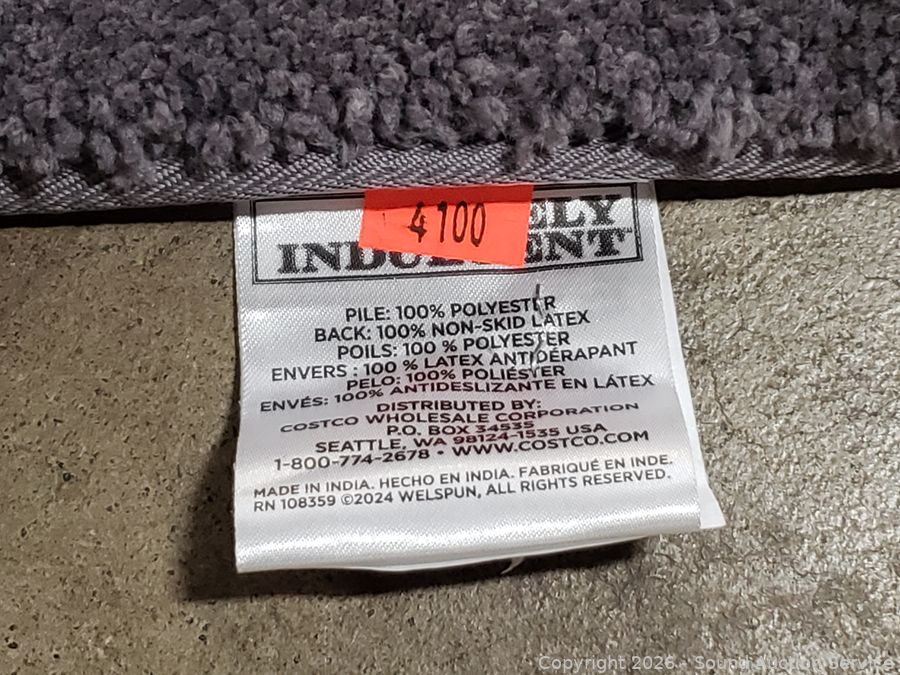 4100
PILE: 100% POLYESTER
BACK: 100% NON-SKID LATEX
POILS: 100 % POLYESTER
ENVERS : 100 % LATEX ANTIDÉRAPANT
PELO: 100% POLIÉSTER
ENVÉS: 100% ANTIDESLIZANTE EN LÁTEX
DISTRIBUTED BY:
COSTCO WHOLESALE CORPORATION
P.O. BOX 34535
SEATTLE, WA 98124-1535 USA
1-800-774-2678 • WWW.COSTCO.COM
MADE IN INDIA. HECHO EN INDIA. FABRIQUÉ EN INDE.
RN 108359 ©2024 WELSPUN, ALL RIGHTS RESERVED.
Copyright 2026 - Sound Auction Service